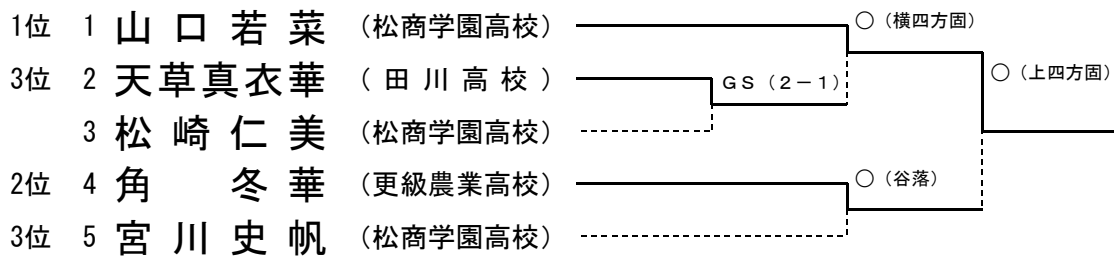 1位 1 山口若菜 (松商学園高校) ○(横四方固)
3位 2 天草真衣華 (田川高校) GS(2－1) ○(上四方固)
3 松崎仁美 (松商学園高校)
2位 4 角 冬華 (更級農業高校) ○(谷落)
3位 5 宮川史帆 (松商学園高校)